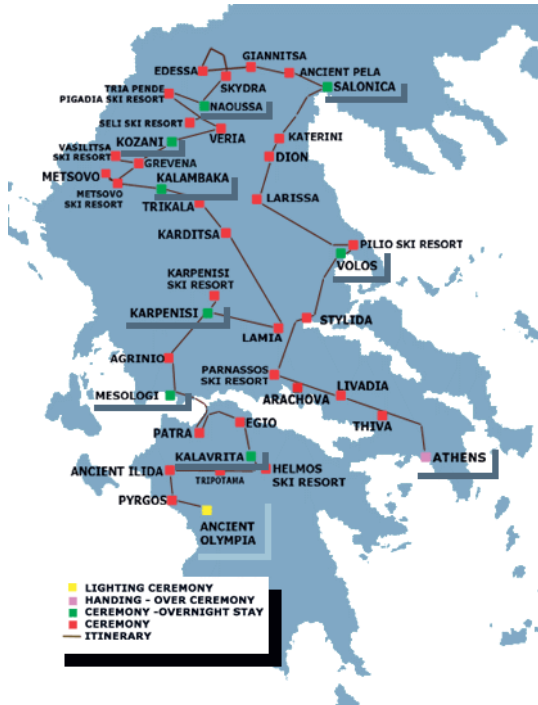 GIANNITSA
EDESSA
ANCIENT PELA
SKYDRA
TRIA PENDE
PIGADIA SKI RESORT
SALONICA
NAOUSSA
SELI SKI RESORT
VERIA
KATERINI
KOZANI
VASILITSA
SKI RESORT
DION
GREVENA
METSOVO
KALAMBAKA
METSOVO
SKI RESORT
TRIKALA
LARISSA
KARDITSA
PILIO SKI RESORT
VOLOS
KARPENISI
SKI RESORT
KARPENISI
STYLIDA
LAMIA
AGRINIO
PARNASSOS
SKI RESORT
LIVADIA
MESOLOGI
ARACHOVA
THIVA
EGIO
PATRA
KALAVRITA
ATHENS
ANCIENT ILIDA
HELMOS
SKI RESORT
TRIPOTAMA
PYRGOS
ANCIENT
OLYMPIA
LIGHTING CEREMONY
HANDING - OVER CEREMONY
CEREMONY -OVERNIGHT STAY
CEREMONY
ITINERARY